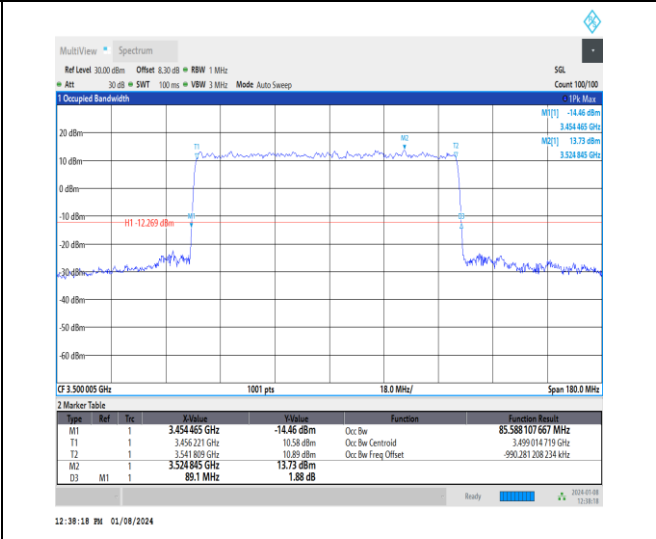 MultiView Spectrum
Ref Level 30.00 dBm Offset 8.30 dB RBW 1 MHz SGL
Att 30 dB SWT 100 ms VBW 3 MHz Mode Auto Sweep Count 100/100
1 Occupied Bandwidth 1Pk Max
M1[1] -14.46 dBm
3.454 465 GHz
M2[1] 13.73 dBm
3.524 845 GHz
20 dBm
M2
T1 T2
10 dBm
0 dBm
-10 dBm
M1 D3
H1 -12.269 dBm
-20 dBm
-30 dBm
-40 dBm
-50 dBm
-60 dBm
CF 3.500 005 GHz 1001 pts 18.0 MHz/ Span 180.0 MHz
2 Marker Table
Type Ref Trc X-Value Y-Value Function Function Result
M1 1 3.454 465 GHz -14.46 dBm Occ Bw 85.588 107 667 MHz
T1 1 3.456 221 GHz 10.58 dBm Occ Bw Centroid 3.499 014 719 GHz
T2 1 3.541 809 GHz 10.89 dBm Occ Bw Freq Offset -990.281 208 234 kHz
M2 1 3.524 845 GHz 13.73 dBm
D3 M1 1 89.1 MHz 1.88 dB
Ready 2024-01-08
12:38:18
12:38:18 PM 01/08/2024